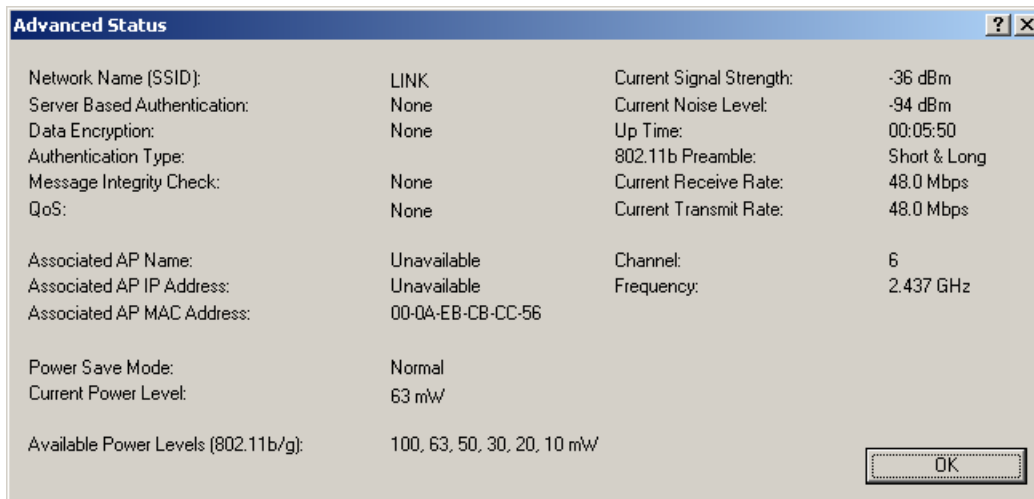 Advanced Status
Network Name (SSID): LINK Current Signal Strength: -36 dBm
Server Based Authentication: None Current Noise Level: -94 dBm
Data Encryption: None Up Time: 00:05:50
Authentication Type: 802.11b Preamble: Short & Long
Message Integrity Check: None Current Receive Rate: 48.0 Mbps
QoS: None Current Transmit Rate: 48.0 Mbps
Associated AP Name: Unavailable Channel: 6
Associated AP IP Address: Unavailable Frequency: 2.437 GHz
Associated AP MAC Address: 00-0A-EB-CB-CC-56
Power Save Mode: Normal
Current Power Level: 63 mW
Available Power Levels (802.11b/g): 100, 63, 50, 30, 20, 10 mW
OK